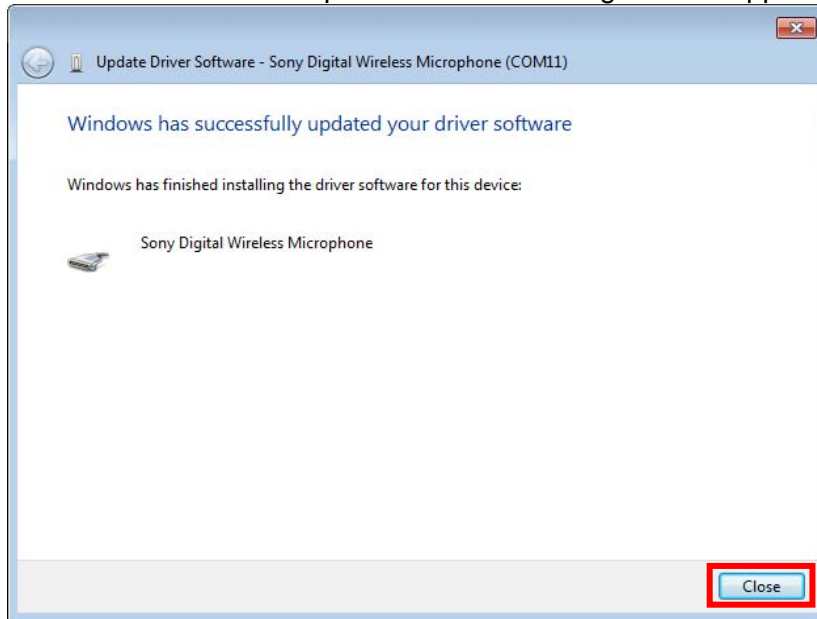 Update Driver Software - Sony Digital Wireless Microphone (COM11)
Windows has successfully updated your driver software
Windows has finished installing the driver software for this device:
Sony Digital Wireless Microphone
Close